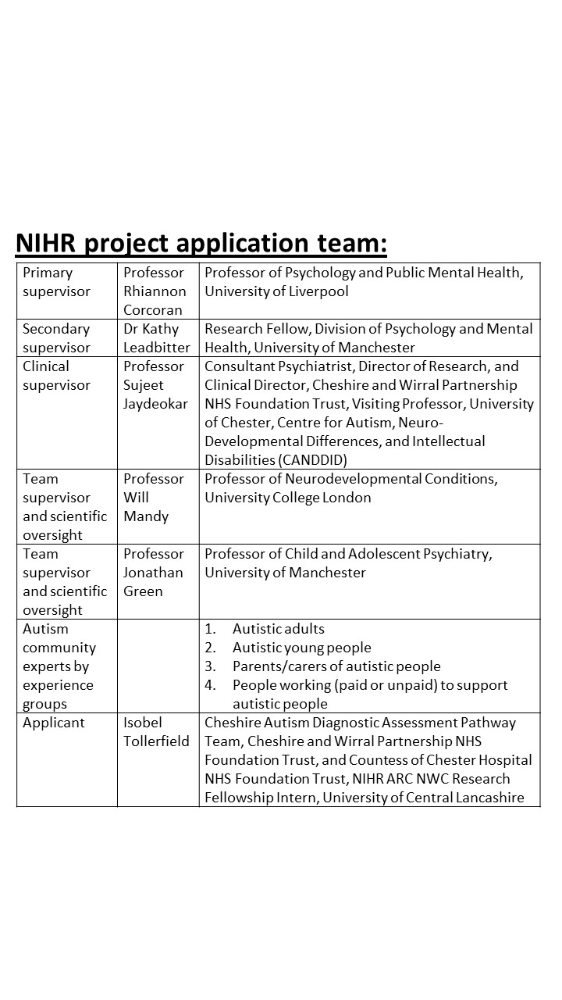 NIHR project application team:
Primary supervisor
Professor Rhiannon Corcoran
Professor of Psychology and Public Mental Health,
University of Liverpool
Secondary supervisor
Dr Kathy Leadbitter
Research Fellow, Division of Psychology and Mental
Health, University of Manchester
Clinical supervisor
Professor Sujeet Jaydeokar
Consultant Psychiatrist, Director of Research, and
Clinical Director, Cheshire and Wirral Partnership
NHS Foundation Trust, Visiting Professor, University
of Chester, Centre for Autism, Neuro-
Developmental Differences, and Intellectual
Disabilities (CANDDID)
Team supervisor and scientific oversight
Professor Will Mandy
Professor of Neurodevelopmental Conditions,
University College London
Team supervisor and scientific oversight
Professor Jonathan Green
Professor of Child and Adolescent Psychiatry,
University of Manchester
Autism community experts by experience groups
1. Autistic adults
2. Autistic young people
3. Parents/carers of autistic people
4. People working (paid or unpaid) to support
autistic people
Applicant
Isobel Tollerfield
Cheshire Autism Diagnostic Assessment Pathway
Team, Cheshire and Wirral Partnership NHS
Foundation Trust, and Countess of Chester Hospital
NHS Foundation Trust, NIHR ARC NWC Research
Fellowship Intern, University of Central Lancashire